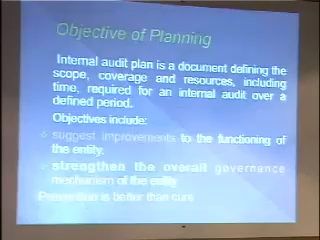 Objective of Planning
Internal audit plan is a document defining the
scope, coverage and resources, including
time, required for an internal audit over a
defined period.
Objectives include:
suggest improvements to the functioning of
the entity.
strengthen the overall governance
mechanism of the entity
Prevention is better than cure